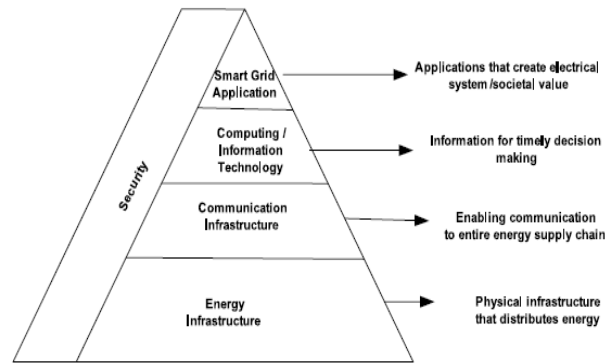 Smart Grid
Application
Applications that create electrical
system/societal value
Computing /
Information
Technology
Information for timely decision
making
Security
Communication
Infrastructure
Enabling communication
to entire energy supply chain
Energy
Infrastructure
Physical infrastructure
that distributes energy